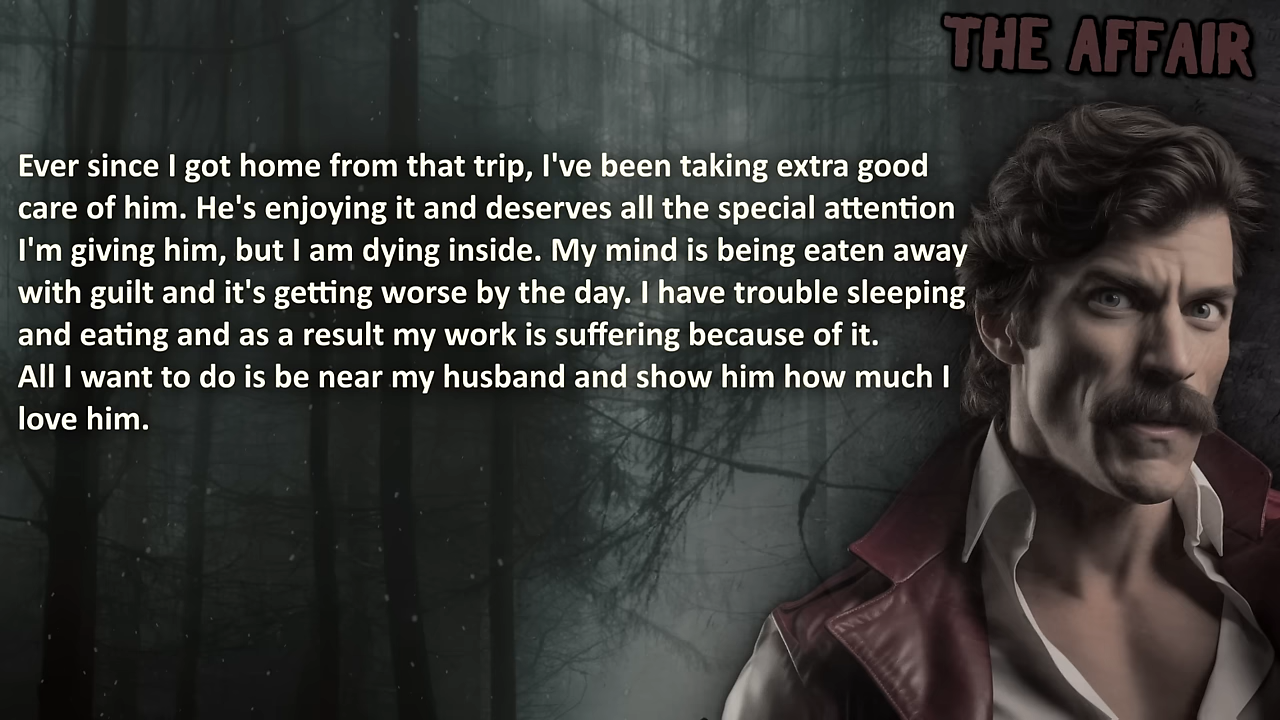 THE AFFAIR
Ever since I got home from that trip, I've been taking extra good
care of him. He's enjoying it and deserves all the special attention
I'm giving him, but I am dying inside. My mind is being eaten away
with guilt and it's getting worse by the day. I have trouble sleeping
and eating and as a result my work is suffering because of it.
All I want to do is be near my husband and show him how much I
love him.